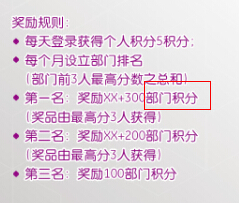 奖励规则:
● 每天登录获得个人积分5积分;
● 每个月设立部门排名
(部门前3人最高分数之总和)
● 第一名: 奖励XX+300部门积分
(奖品由最高分3人获得)
● 第二名: 奖励XX+200部门积分
(奖品由最高分3人获得)
● 第三名: 奖励100部门积分